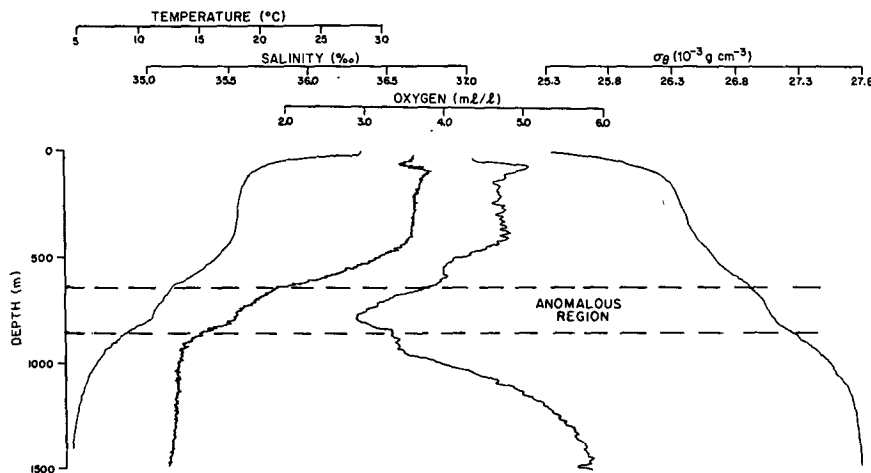 TEMPERATURE (°C)
5 10 15 20 25 30
SALINITY (‰)
35.0 35.5 36.0 36.5 37.0
σθ (10⁻³ g cm⁻³)
25.3 25.8 26.3 26.8 27.3 27.8
OXYGEN (mℓ/ℓ)
2.0 3.0 4.0 5.0 6.0
DEPTH (m)
0
500
1000
1500
ANOMALOUS
REGION